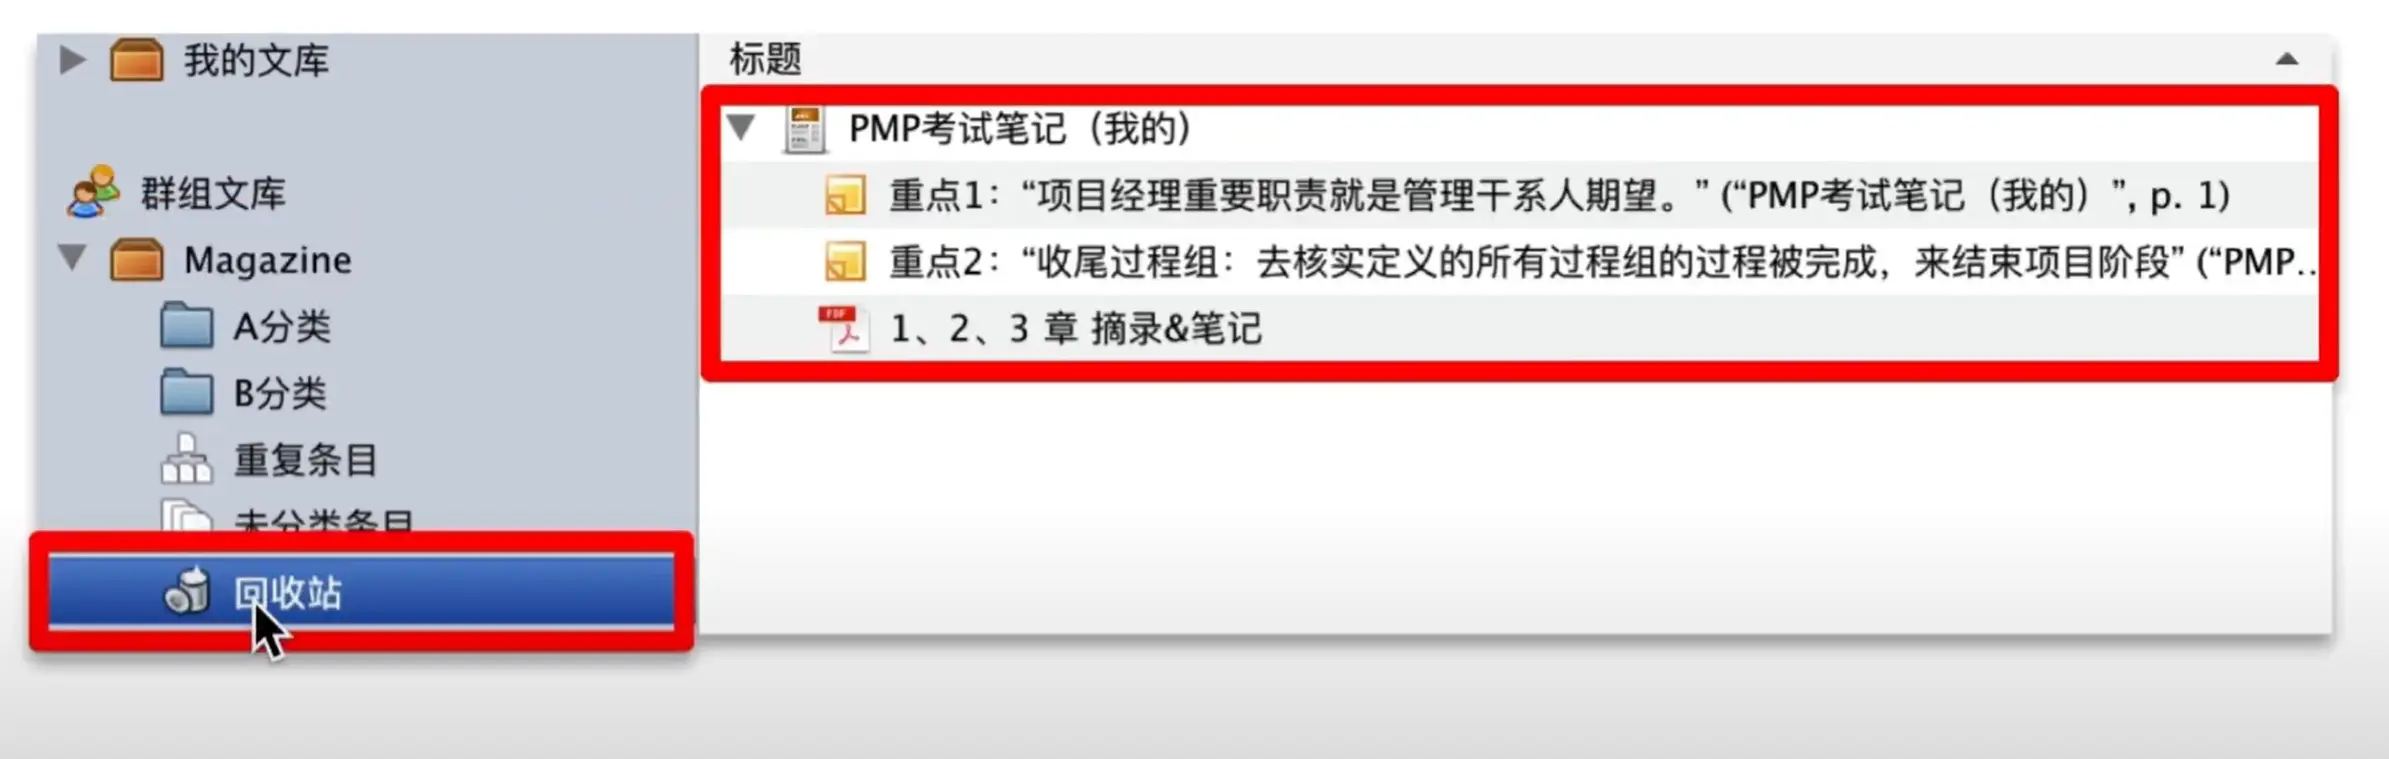 我的文库
群组文库
Magazine
A分类
B分类
重复条目
未分类条目
回收站
标题
PMP考试笔记（我的）
重点1：“项目经理重要职责就是管理干系人期望。” (“PMP考试笔记（我的）”, p. 1)
重点2：“收尾过程组：去核实定义的所有过程组的过程被完成，来结束项目阶段” (“PMP...
PDF
1、2、3 章 摘录&笔记